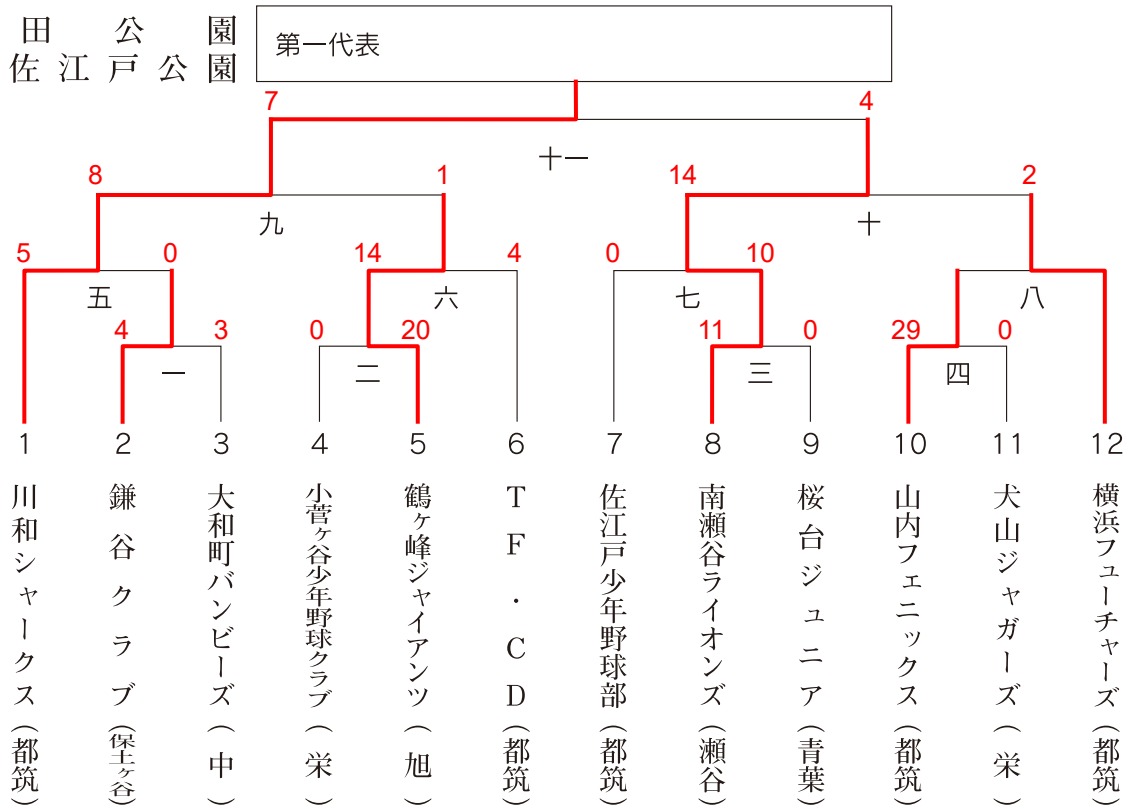 田公園
佐江戸公園
第一代表
7 4
十一
8 1 14 2
九 十
5 0 14 4 0 10
五 六 七 八
4 3 0 20 11 0 29 0
一 二 三 四
1 2 3 4 5 6 7 8 9 10 11 12
川和シャークス(都筑)
鎌谷クラブ(保土ヶ谷)
大和町バンビーズ(中)
小菅ヶ谷少年野球クラブ(栄)
鶴ヶ峰ジャイアンツ(旭)
TF.CD(都筑)
佐江戸少年野球部(都筑)
南瀬谷ライオンズ(瀬谷)
桜台ジュニア(青葉)
山内フェニックス(都筑)
犬山ジャガーズ(栄)
横浜フューチャーズ(都筑)